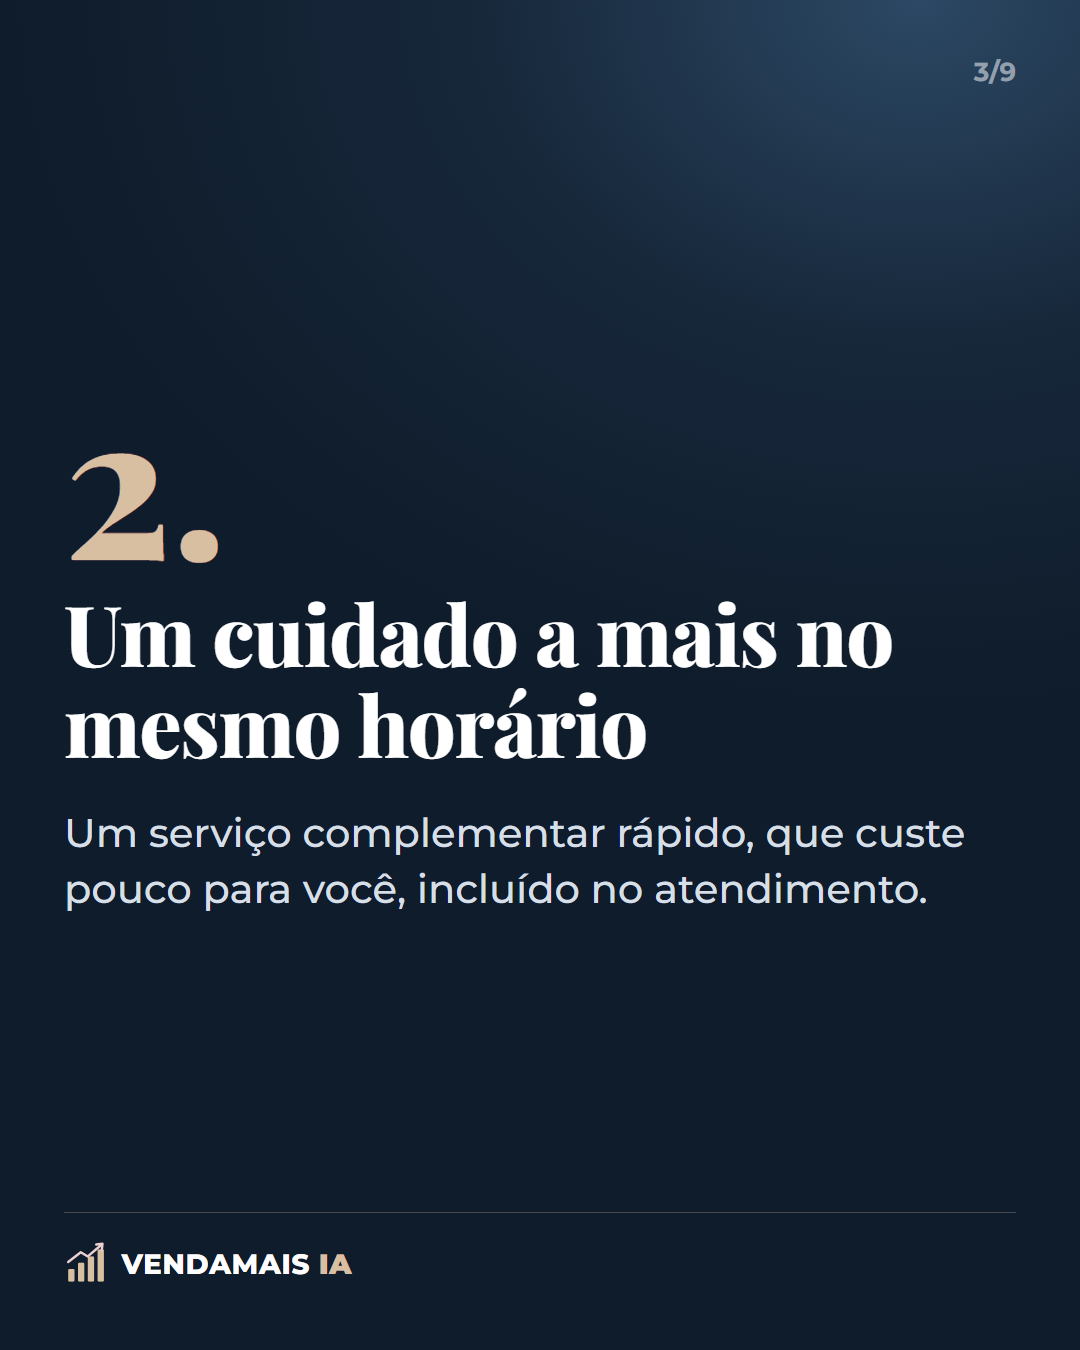 3/9
2.
Um cuidado a mais no
mesmo horário
Um serviço complementar rápido, que custe
pouco para você, incluído no atendimento.
VENDAMAIS IA